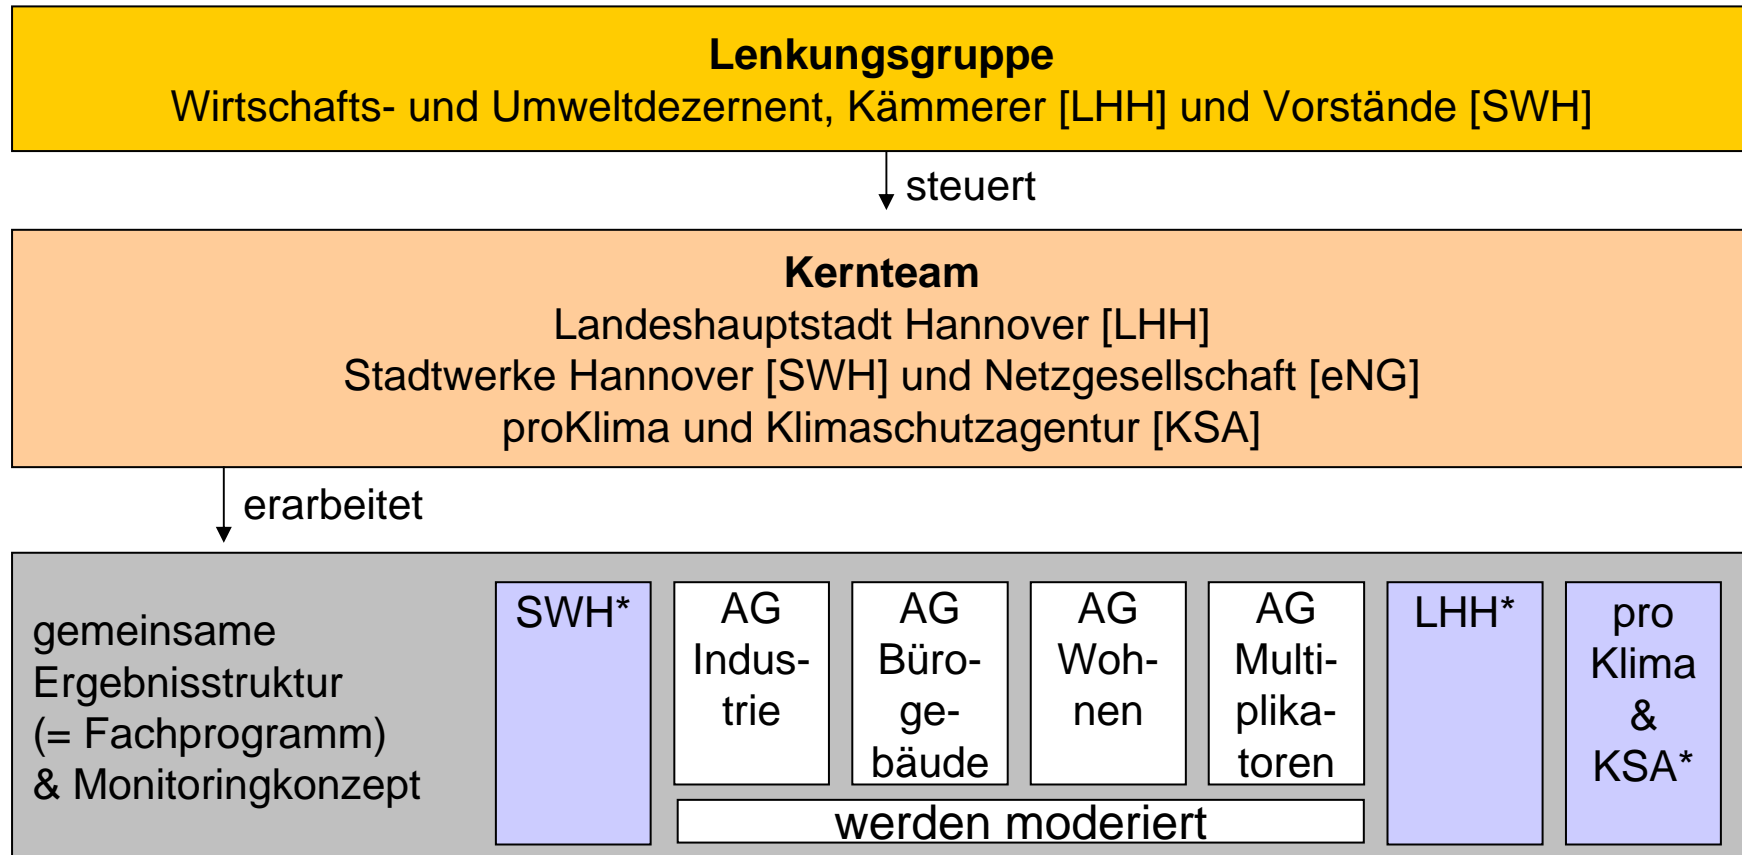 Lenkungsgruppe
Wirtschafts- und Umweltdezernent, Kämmerer [LHH] und Vorstände [SWH]
steuert
Kernteam
Landeshauptstadt Hannover [LHH]
Stadtwerke Hannover [SWH] und Netzgesellschaft [eNG]
proKlima und Klimaschutzagentur [KSA]
erarbeitet
gemeinsame
Ergebnisstruktur
(= Fachprogramm)
& Monitoringkonzept
SWH*
AG
Indus-
trie
AG
Büro-
ge-
bäude
AG
Woh-
nen
AG
Multi-
plika-
toren
werden moderiert
LHH*
pro
Klima
&
KSA*